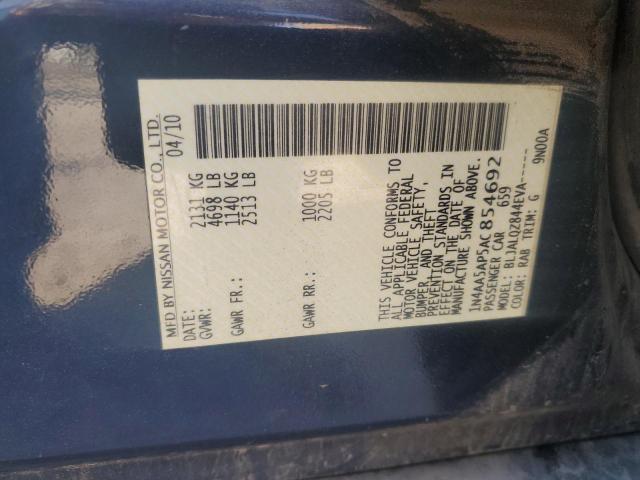 MFD BY NISSAN MOTOR CO., LTD.
04/10
GVWR: 2131 KG
4698 LB
GAWR FR.: 1140 KG
2513 LB
GAWR RR.: 1000 KG
2205 LB
THIS VEHICLE CONFORMS TO
ALL APPLICABLE FEDERAL
MOTOR VEHICLE SAFETY,
BUMPER, AND THEFT
PREVENTION STANDARDS IN
EFFECT ON THE DATE OF
MANUFACTURE SHOWN ABOVE.
1N4AA5AP5AC854692
PASSENGER CAR 659
MODEL: BLJALQZ844EVA-----
COLOR: RAB TRIM: G 9N00A